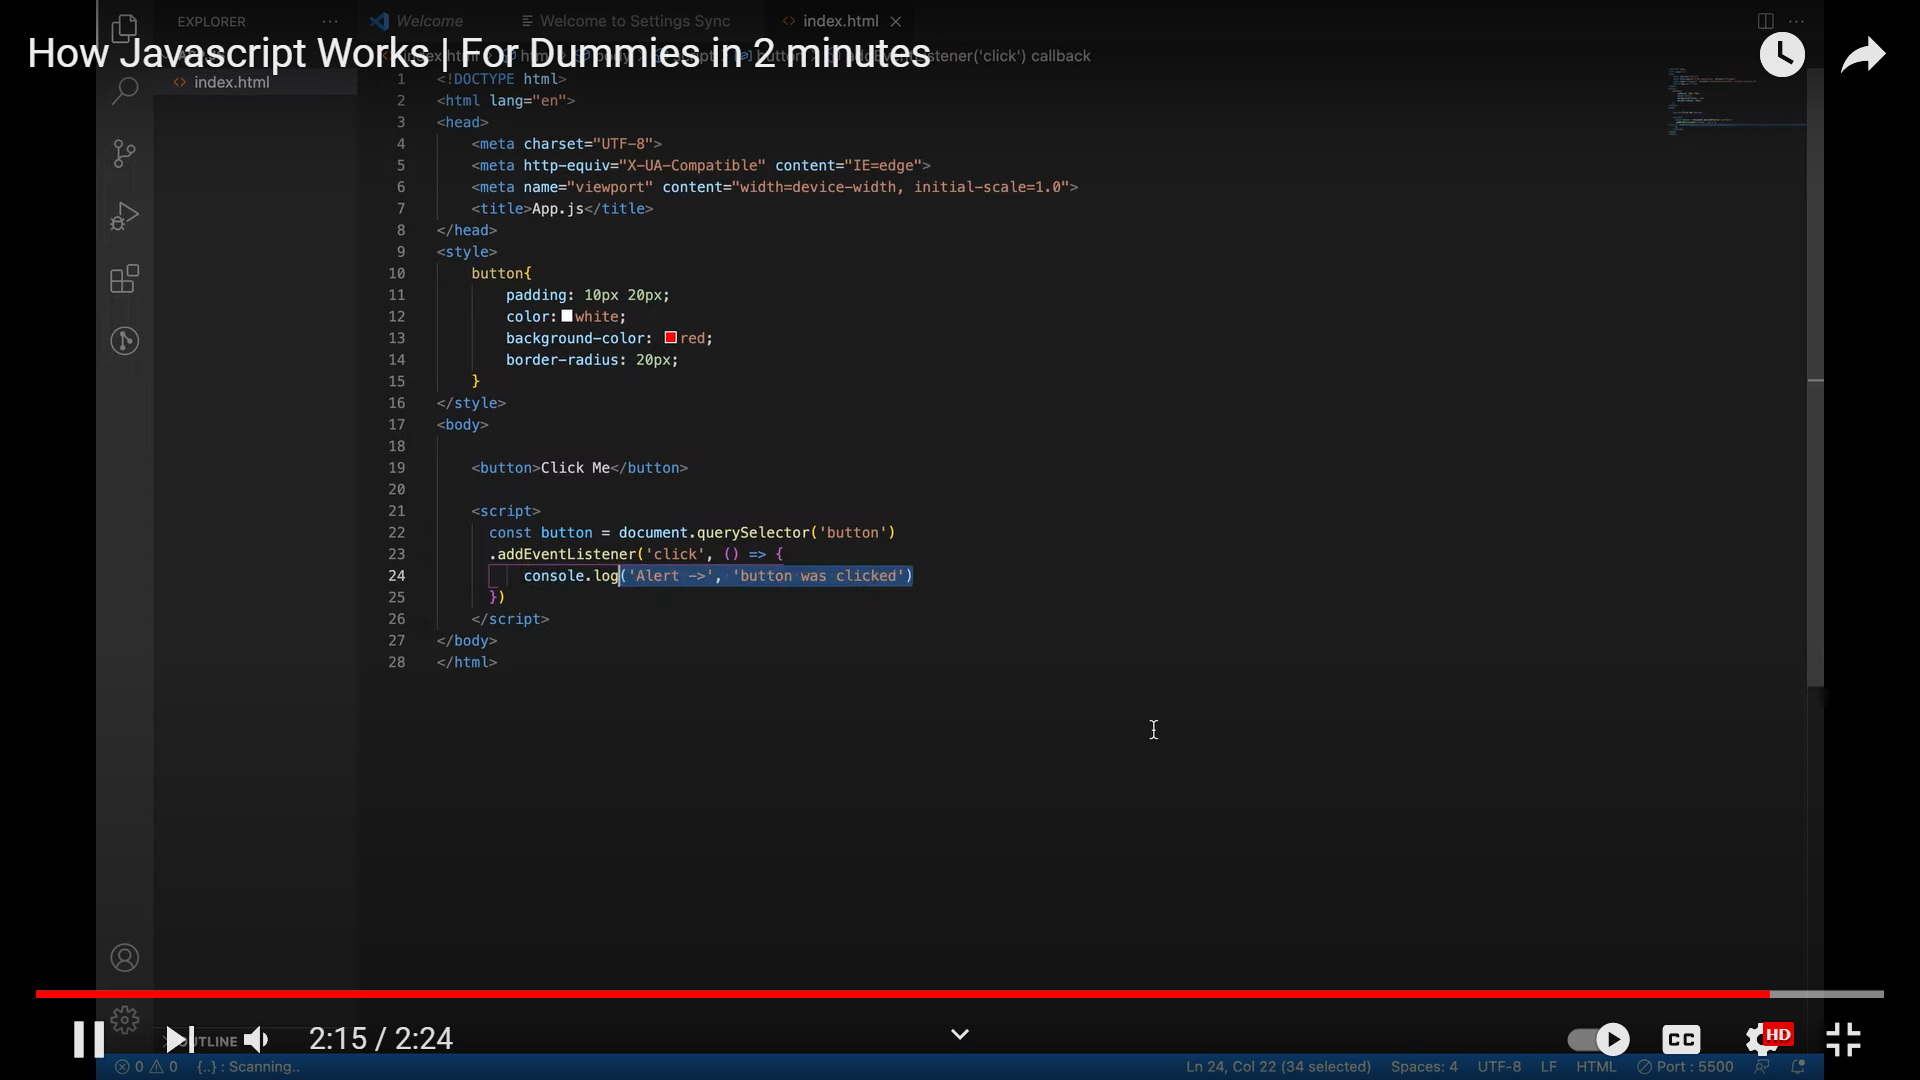 EXPLORER
Welcome
Welcome to Settings Sync
index.html
How Javascript Works | For Dummies in 2 minutes
('click') callback
index.html
1 <!DOCTYPE html>
2 <html lang="en">
3 <head>
4 <meta charset="UTF-8">
5 <meta http-equiv="X-UA-Compatible" content="IE=edge">
6 <meta name="viewport" content="width=device-width, initial-scale=1.0">
7 <title>App.js</title>
8 </head>
9 <style>
10 button{
11 padding: 10px 20px;
12 color: white;
13 background-color: red;
14 border-radius: 20px;
15 }
16 </style>
17 <body>
18
19 <button>Click Me</button>
20
21 <script>
22 const button = document.querySelector('button')
23 .addEventListener('click', () => {
24 console.log('Alert ->', 'button was clicked')
25 })
26 </script>
27 </body>
28 </html>
2:15 / 2:24
CC
HD
0 0 {..} : Scanning..
Ln 24, Col 22 (34 selected) Spaces: 4 UTF-8 LF HTML Port : 5500